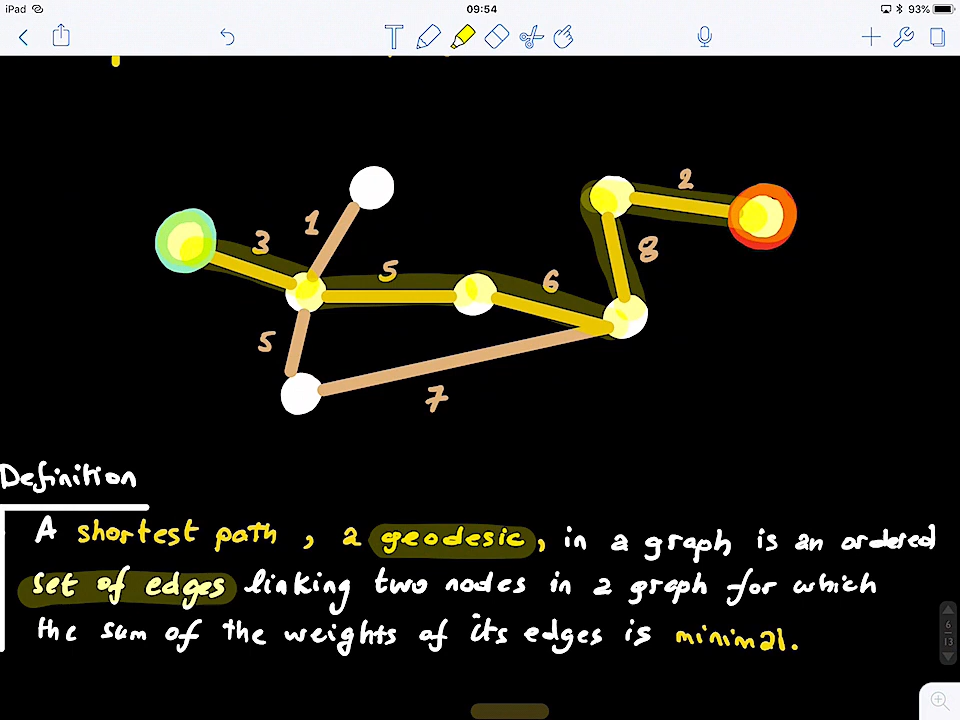 iPad 09:54 93%
T
1 2
3 8
5 6
5
7
Definition
A shortest path, a geodesic, in a graph is an ordered
set of edges linking two nodes in a graph for which
the sum of the weights of its edges is minimal.
6
13